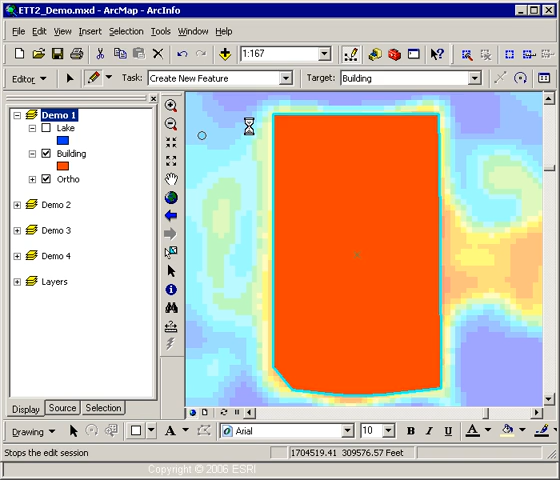 ETT2_Demo.mxd - ArcMap - ArcInfo
File Edit View Insert Selection Tools Window Help
1:167
Editor Task: Create New Feature Target: Building
Demo 1
Lake
Building
Ortho
Demo 2
Demo 3
Demo 4
Layers
Display Source Selection
Drawing A Arial 10 B I U A
Stops the edit session 1704519.41 309576.57 Feet
Copyright © 2006 ESRI